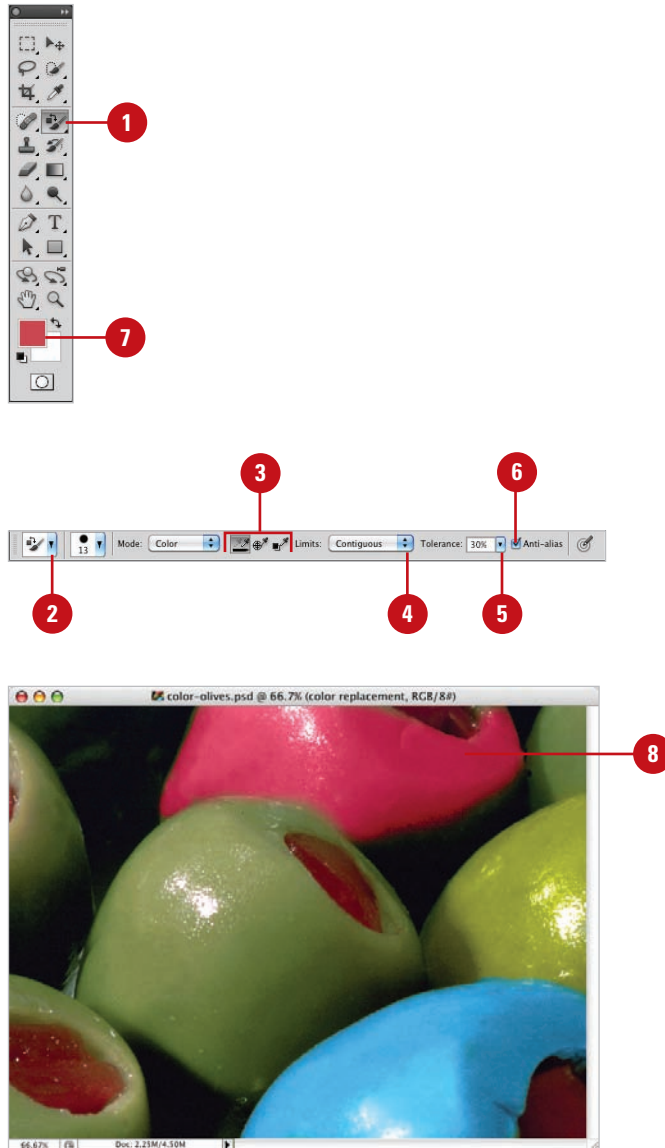 1
7
3
6
13
Mode: Color
Limits: Contiguous
Tolerance: 30%
Anti-alias
2
4
5
color-olives.psd @ 66.7% (color replacement, RGB/8#)
8
66.67%
Doc: 2.25M/4.50M